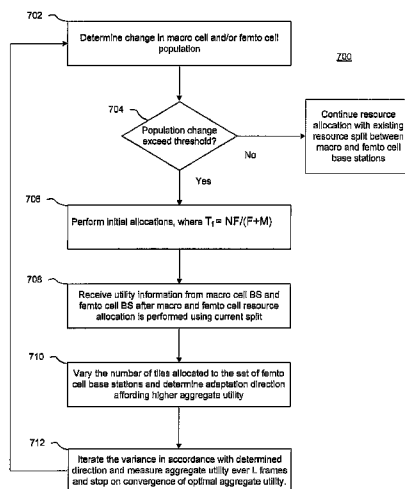 702
Determine change in macro cell and/or femto cell
population
700
704
Population change
exceed threshold?
No
Yes
Continue resource
allocation with existing
resource split between
macro and femto cell
base stations
706
Perform initial allocations, where Tf = NF/(F+M)
708
Receive utility information from macro cell BS and
femto cell BS after macro and femto cell resource
allocation is performed using current split
710
Vary the number of tiles allocated to the set of femto
cell base stations and determine adaptation direction
affording higher aggregate utility
712
Iterate the variance in accordance with determined
direction and measure aggregate utility over L frames
and stop on convergence of optimal aggregate utility.